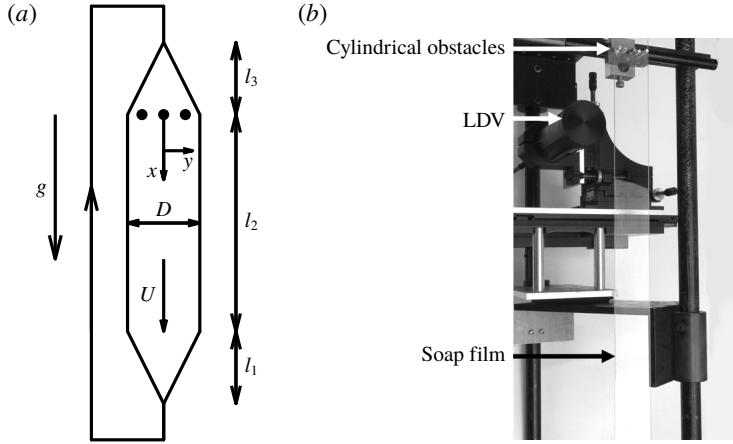 (a)
(b)
Cylindrical obstacles
LDV
Soap film
l3
x
y
g
D
l2
U
l1